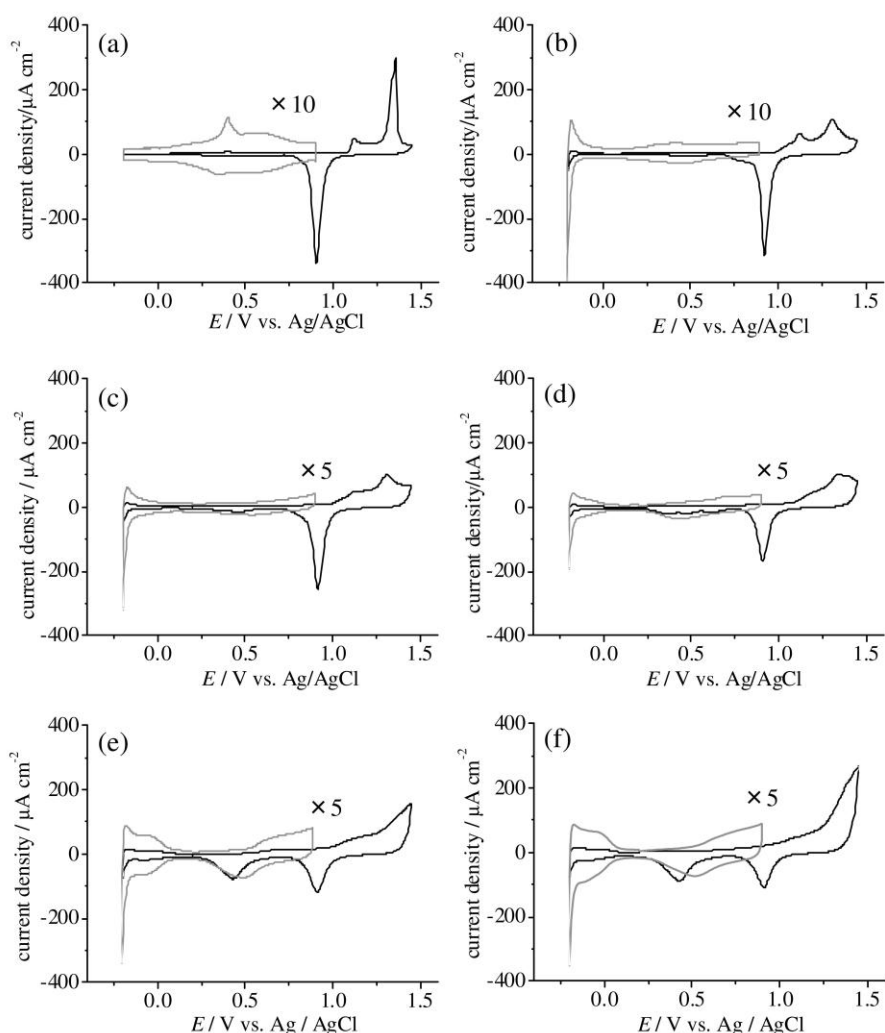 (a)
× 10
current density/μA cm⁻²
400
200
0
-200
-400
0.0 0.5 1.0 1.5
E / V vs. Ag/AgCl
(b)
× 10
current density/μA cm⁻²
400
200
0
-200
-400
0.0 0.5 1.0 1.5
E / V vs. Ag/AgCl
(c)
× 5
current density / μA cm⁻²
400
200
0
-200
-400
0.0 0.5 1.0 1.5
E / V vs. Ag/AgCl
(d)
× 5
current density/μA cm⁻²
400
200
0
-200
-400
0.0 0.5 1.0 1.5
E / V vs. Ag/AgCl
(e)
× 5
current density / μA cm⁻²
400
200
0
-200
-400
0.0 0.5 1.0 1.5
E / V vs. Ag / AgCl
(f)
× 5
current density / μA cm⁻²
400
200
0
-200
-400
0.0 0.5 1.0 1.5
E / V vs. Ag / AgCl